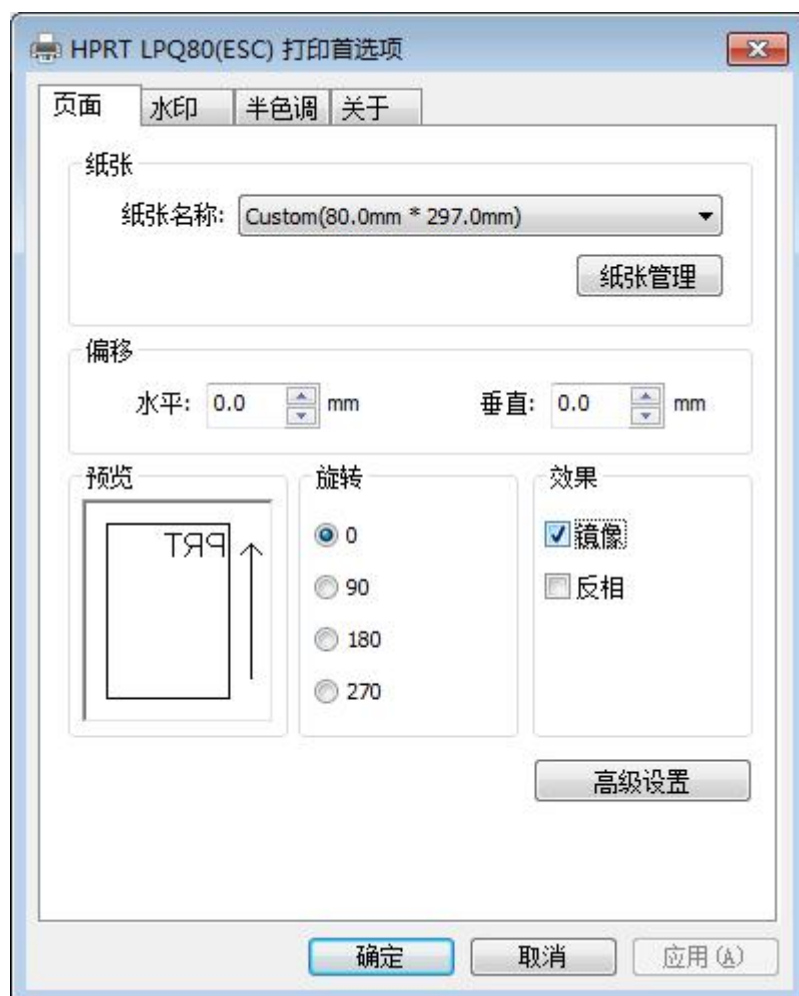 HPRT LPQ80(ESC) 打印首选项
页面 水印 半色调 关于
纸张
纸张名称: Custom(80.0mm * 297.0mm)
纸张管理
偏移
水平: 0.0 mm 垂直: 0.0 mm
预览 旋转 效果
PRT
0 镜像
90 反相
180
270
高级设置
确定 取消 应用(A)